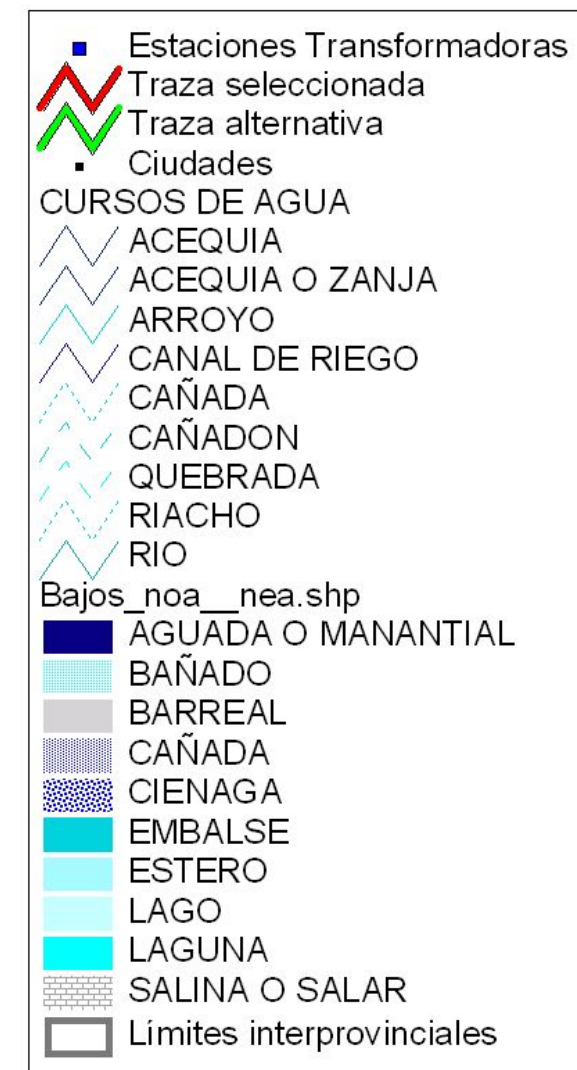 Estaciones Transformadoras
Traza seleccionada
Traza alternativa
Ciudades
CURSOS DE AGUA
ACEQUIA
ACEQUIA O ZANJA
ARROYO
CANAL DE RIEGO
CAÑADA
CAÑADON
QUEBRADA
RIACHO
RIO
Bajos_noa__nea.shp
AGUADA O MANANTIAL
BAÑADO
BARREAL
CAÑADA
CIENAGA
EMBALSE
ESTERO
LAGO
LAGUNA
SALINA O SALAR
Límites interprovinciales